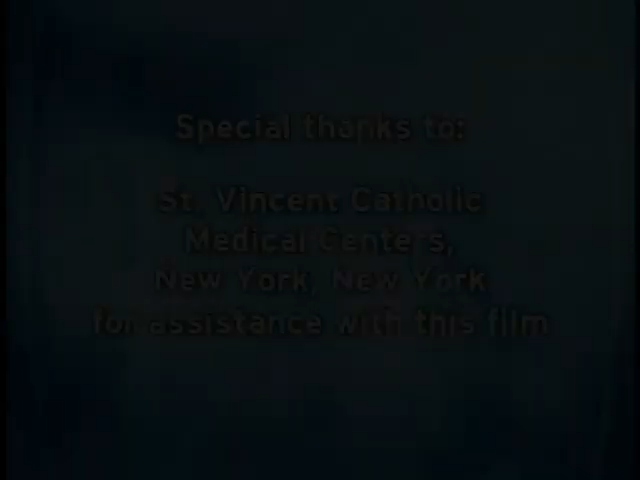 Special thanks to:
St. Vincent Catholic
Medical Centers,
New York, New York
for assistance with this film